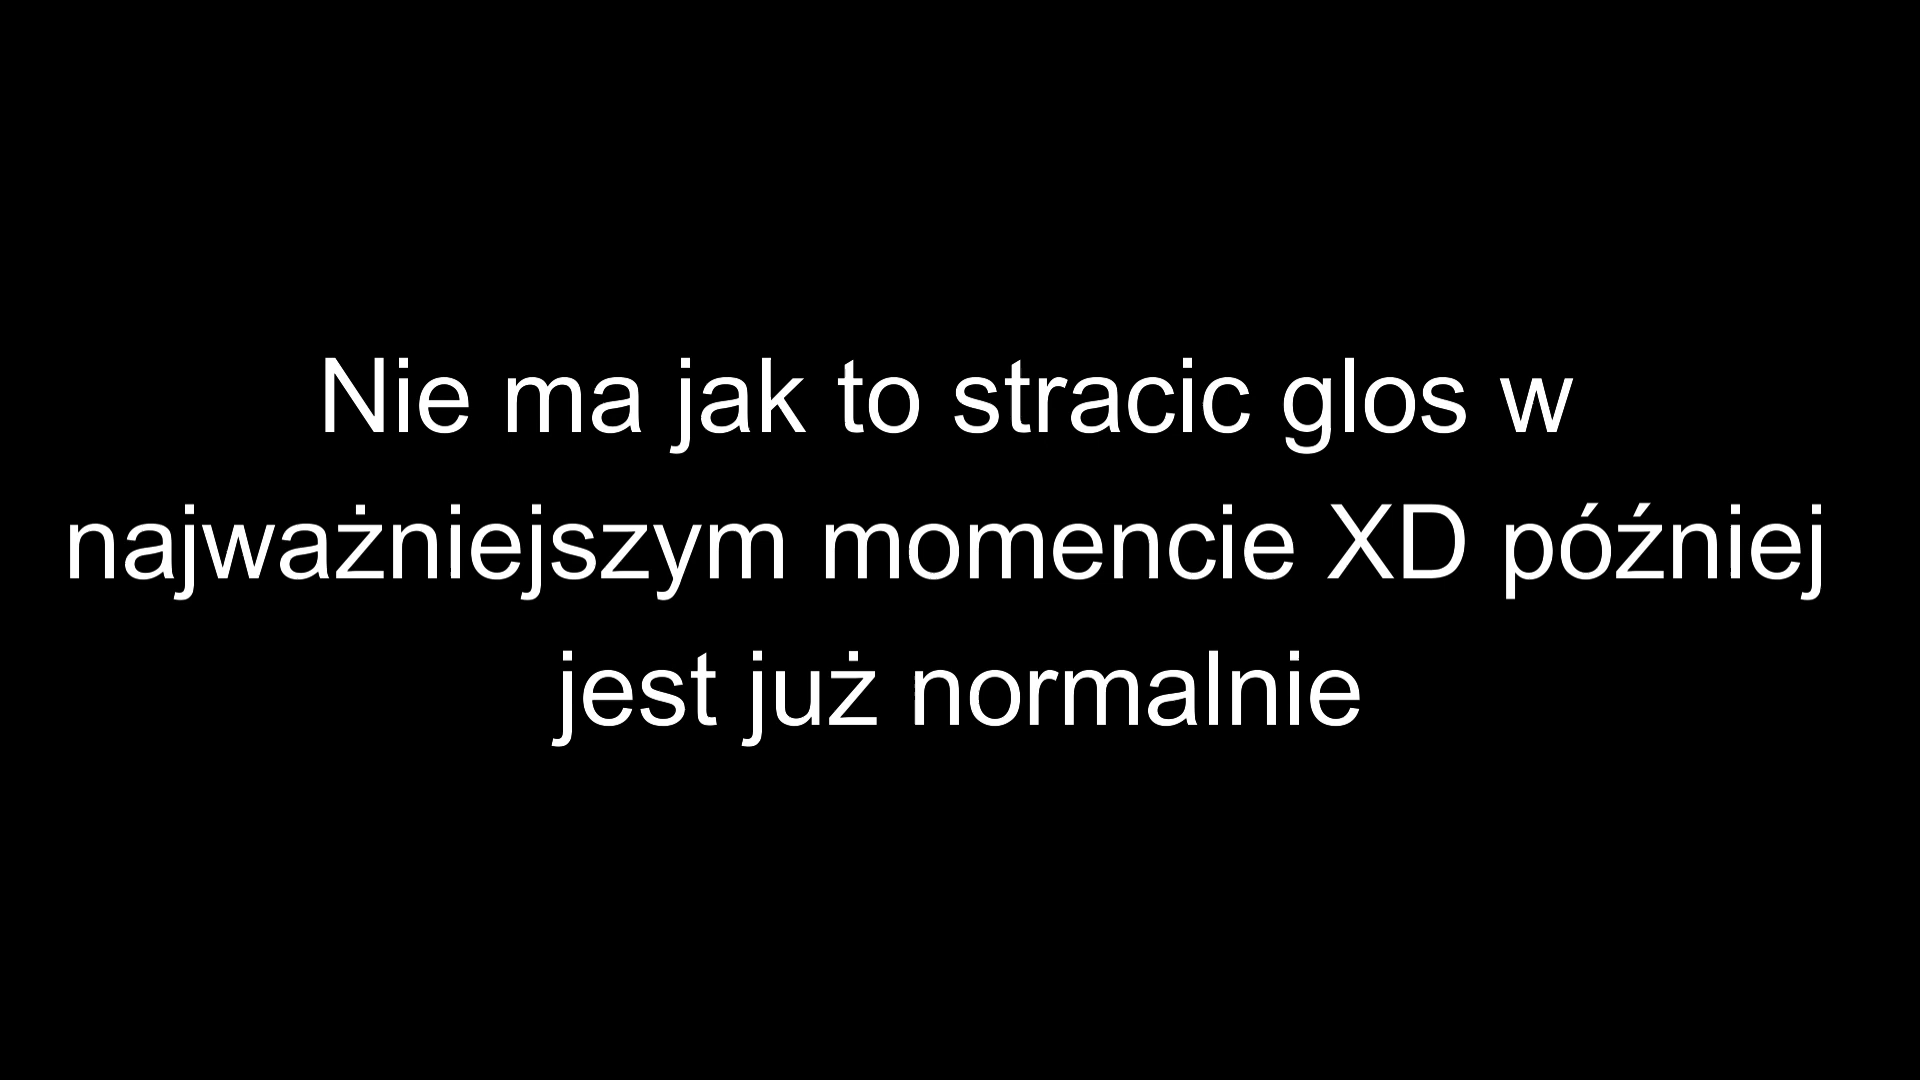 Nie ma jak to stracic glos w
najważniejszym momencie XD później
jest już normalnie